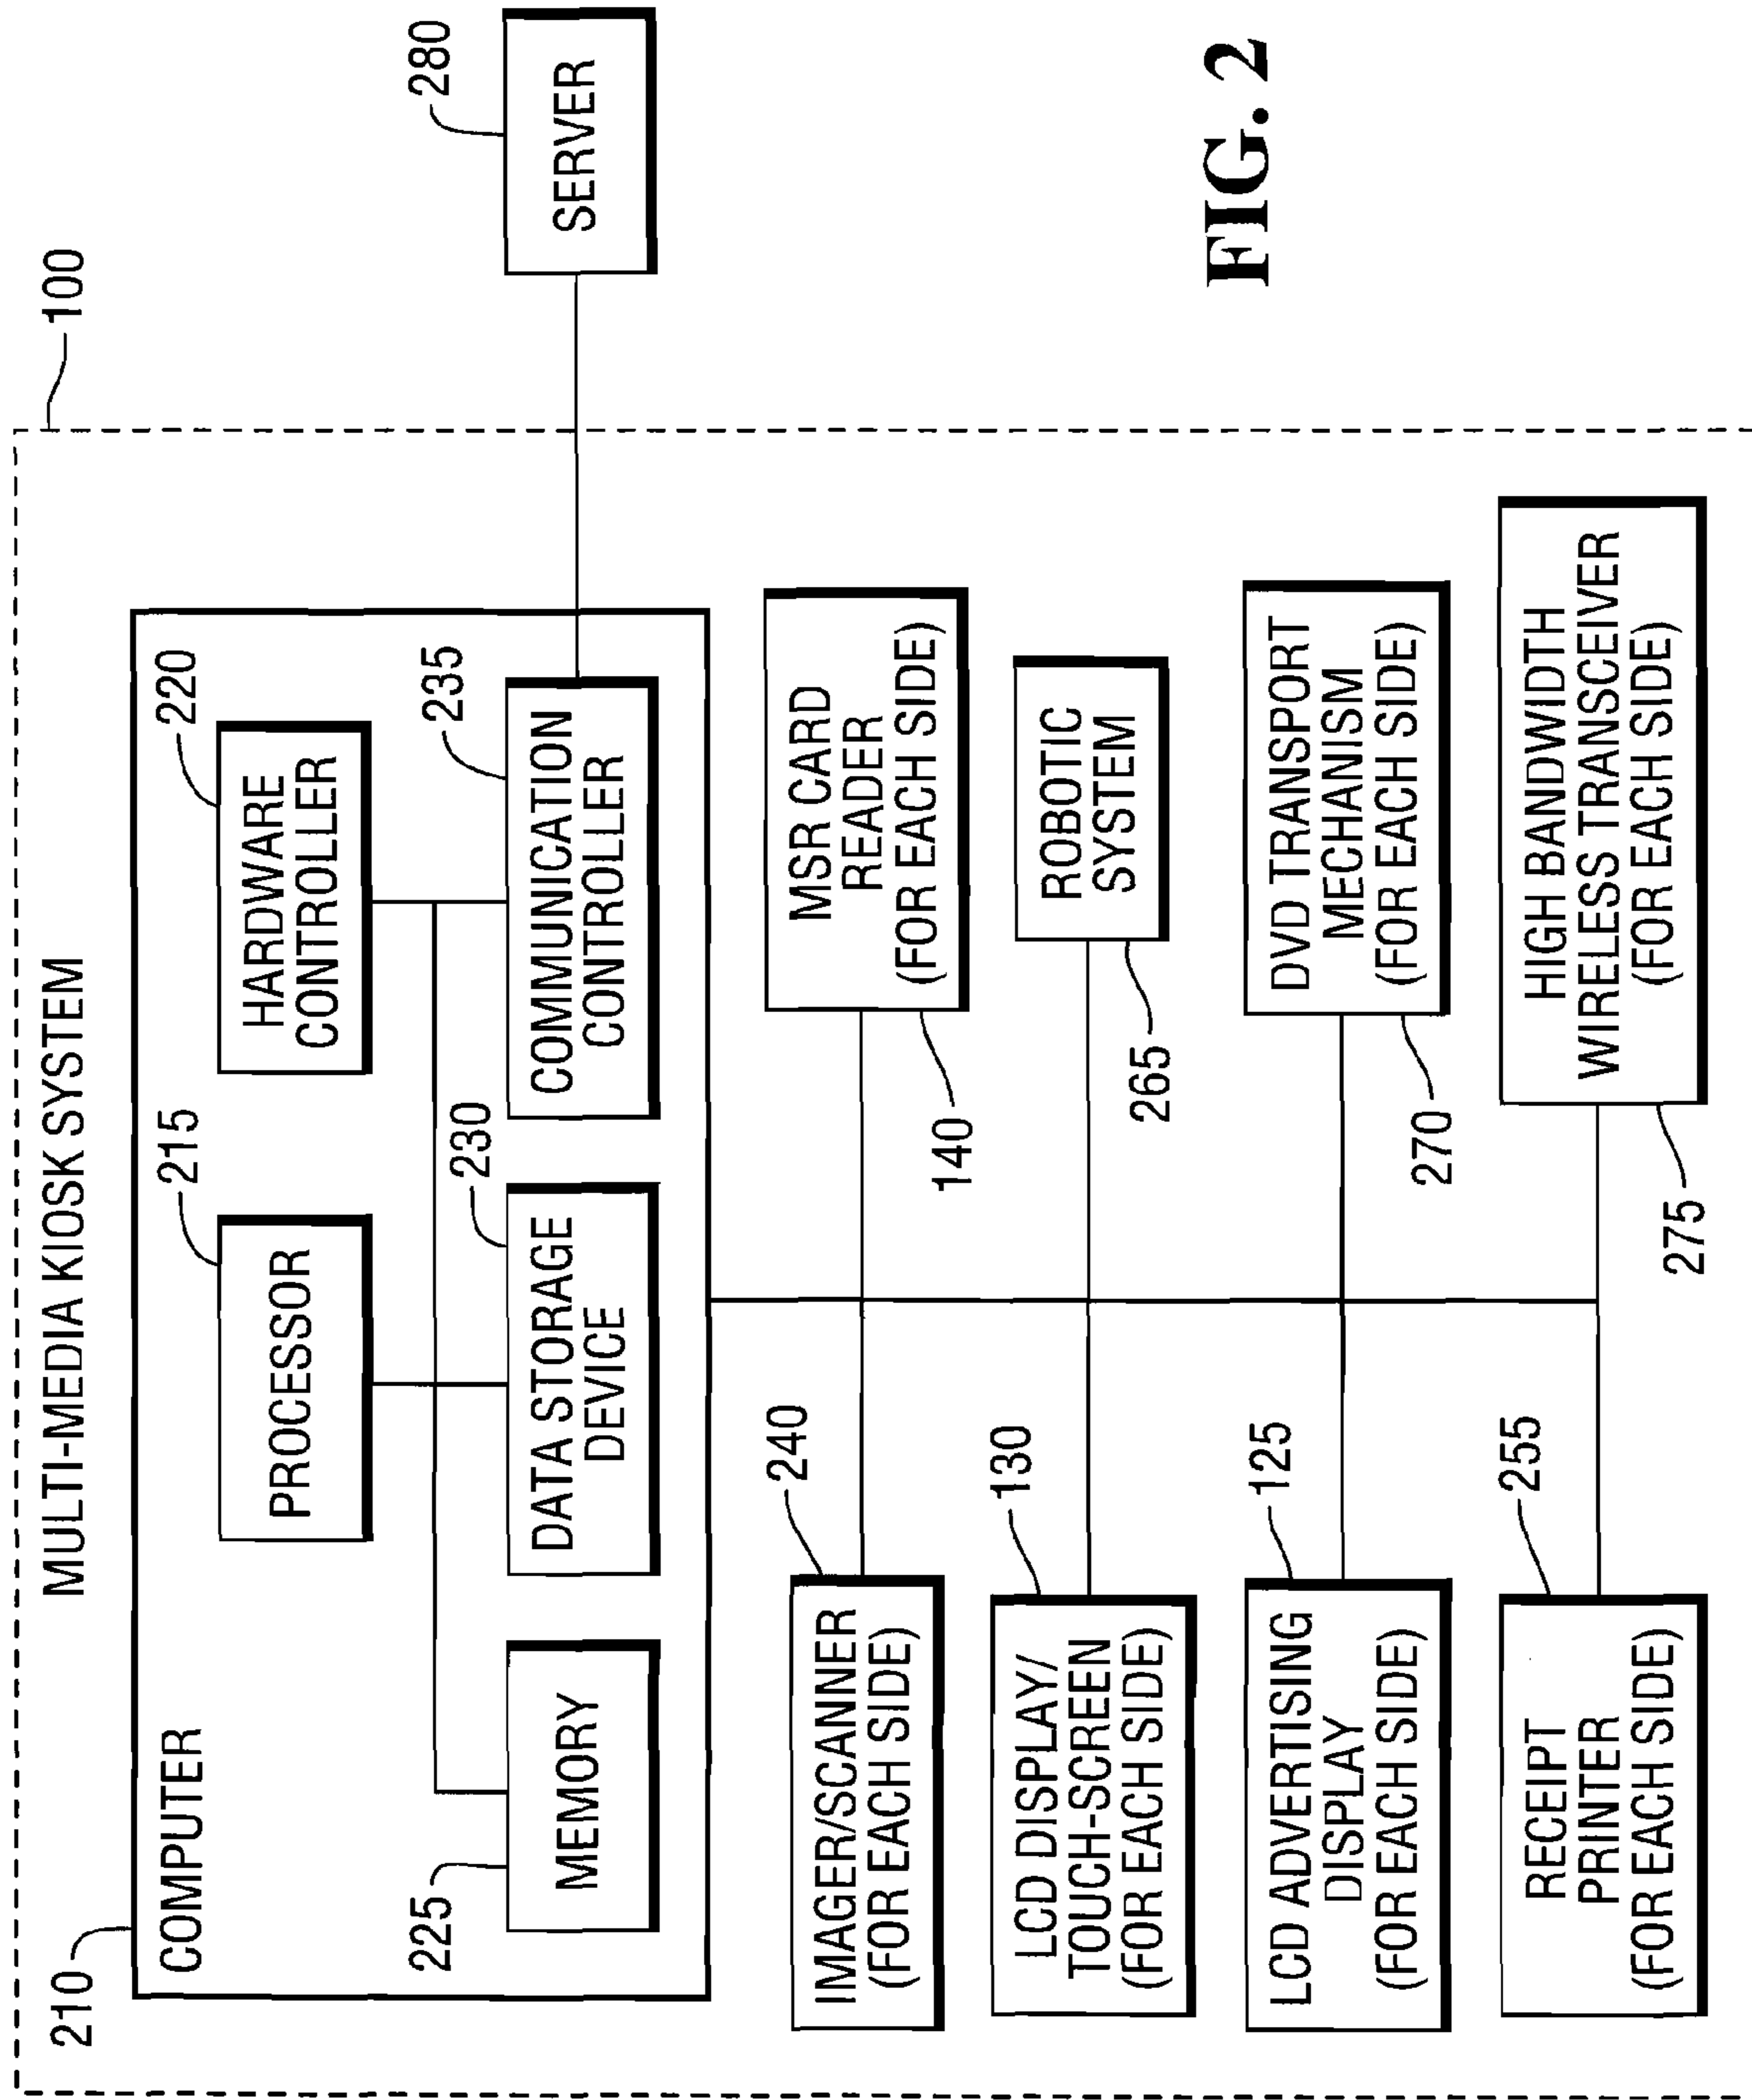 MULTI-MEDIA KIOSK SYSTEM
100
210
COMPUTER
215
PROCESSOR
220
HARDWARE
CONTROLLER
225
MEMORY
230
DATA STORAGE
DEVICE
235
COMMUNICATION
CONTROLLER
280
SERVER
240
IMAGER/SCANNER
(FOR EACH SIDE)
MSR CARD
READER
(FOR EACH SIDE)
140
130
LCD DISPLAY/
TOUCH-SCREEN
(FOR EACH SIDE)
ROBOTIC
SYSTEM
265
125
LCD ADVERTISING
DISPLAY
(FOR EACH SIDE)
DVD TRANSPORT
MECHANISM
(FOR EACH SIDE)
270
255
RECEIPT
PRINTER
(FOR EACH SIDE)
HIGH BANDWIDTH
WIRELESS TRANSCEIVER
(FOR EACH SIDE)
275
FIG. 2